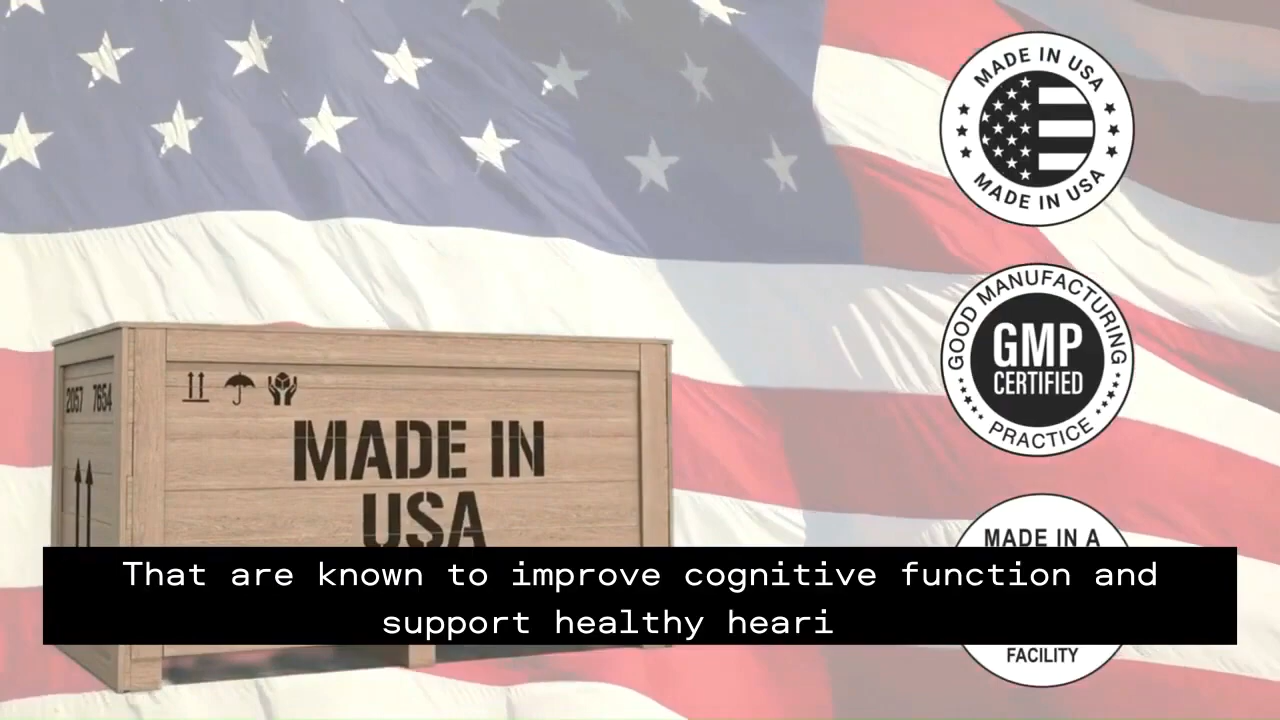 MADE IN USA
MADE IN USA
GOOD MANUFACTURING
GMP
CERTIFIED
PRACTICE
2057 7654
MADE IN
USA
MADE IN A
That are known to improve cognitive function and
support healthy heari
FACILITY